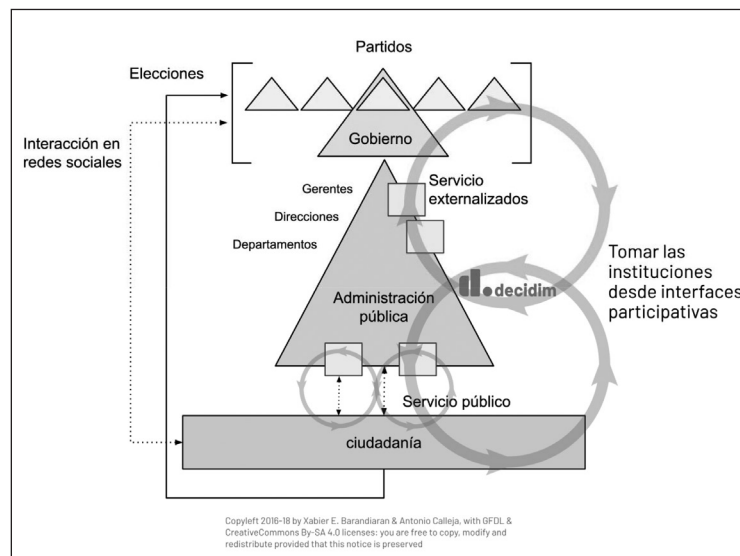 Partidos
Elecciones
Interacción en
redes sociales
Gobierno
Gerentes
Direcciones
Departamentos
Servicio
externalizados
decidim
Tomar las
instituciones
desde interfaces
participativas
Administración
pública
Servicio público
ciudadanía
Copyleft 2016-18 by Xabier E. Barandiaran & Antonio Calleja, with GFDL &
CreativeCommons By-SA 4.0 licenses: you are free to copy, modify and
redistribute provided that this notice is preserved